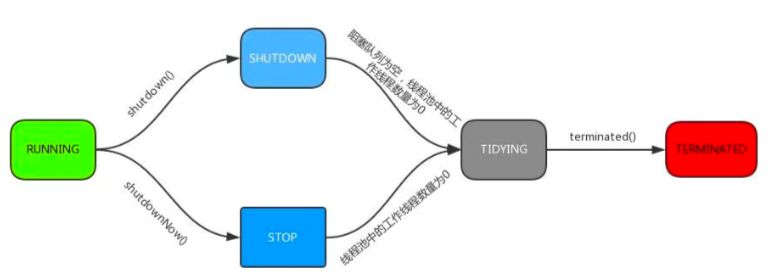 SHUTDOWN
shutdown()
阻塞队列为空，线程池中的工
作线程数量为0
RUNNING
TIDYING
terminated()
TERMINATED
shutdownNow()
STOP
线程池中的工作线程数量为0